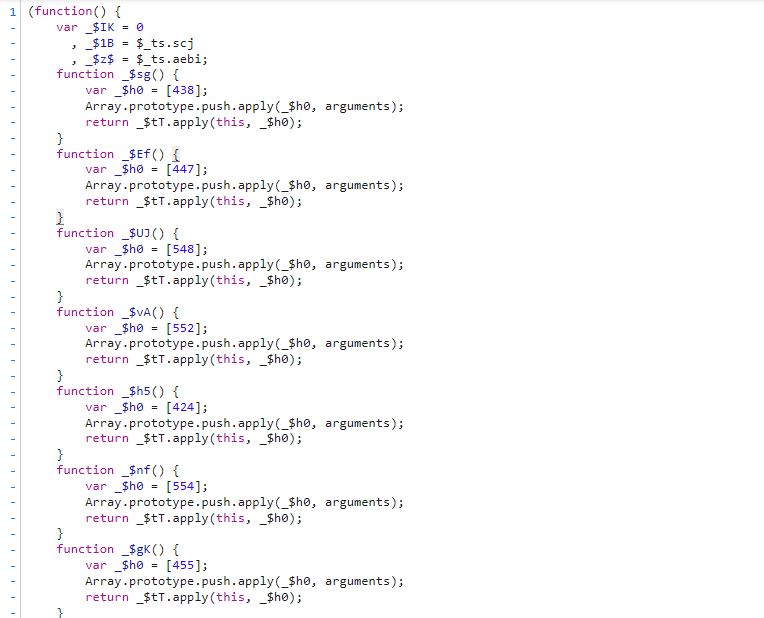 1 (function() {
- var _$IK = 0
- , _$1B = $_ts.scj
- , _$z$ = $_ts.aebi;
- function _$sg() {
- var _$h0 = [438];
- Array.prototype.push.apply(_$h0, arguments);
- return _$tT.apply(this, _$h0);
- }
- function _$Ef() {
- var _$h0 = [447];
- Array.prototype.push.apply(_$h0, arguments);
- return _$tT.apply(this, _$h0);
- }
- function _$UJ() {
- var _$h0 = [548];
- Array.prototype.push.apply(_$h0, arguments);
- return _$tT.apply(this, _$h0);
- }
- function _$vA() {
- var _$h0 = [552];
- Array.prototype.push.apply(_$h0, arguments);
- return _$tT.apply(this, _$h0);
- }
- function _$h5() {
- var _$h0 = [424];
- Array.prototype.push.apply(_$h0, arguments);
- return _$tT.apply(this, _$h0);
- }
- function _$nf() {
- var _$h0 = [554];
- Array.prototype.push.apply(_$h0, arguments);
- return _$tT.apply(this, _$h0);
- }
- function _$gK() {
- var _$h0 = [455];
- Array.prototype.push.apply(_$h0, arguments);
- return _$tT.apply(this, _$h0);
- }